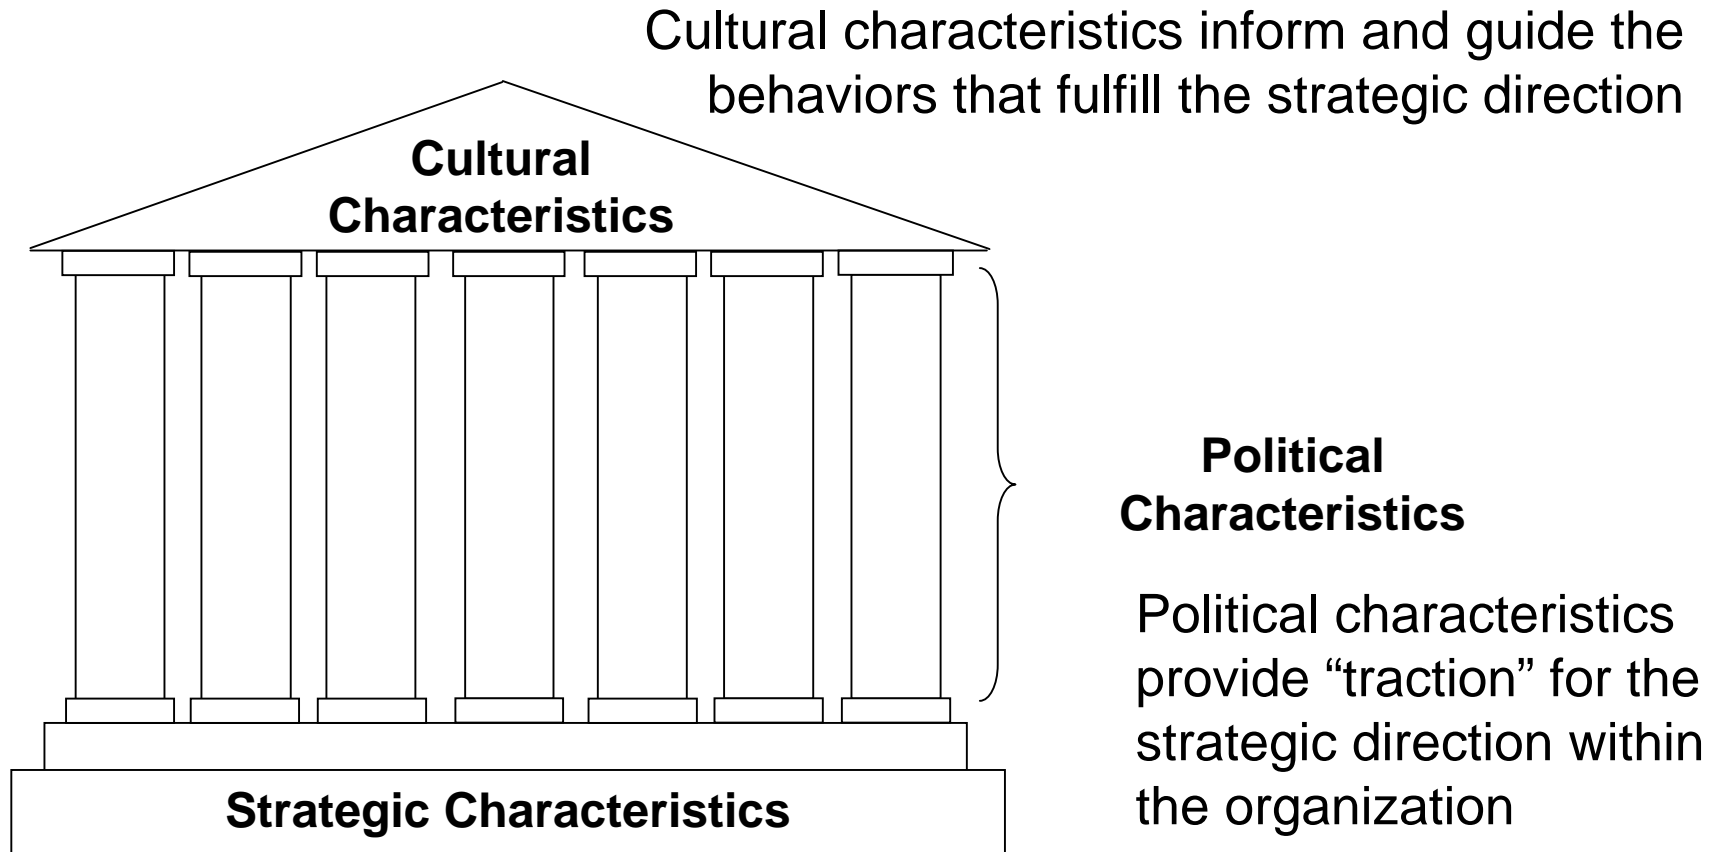 Cultural characteristics inform and guide the
behaviors that fulfill the strategic direction
Cultural
Characteristics
Political
Characteristics
Political characteristics
provide “traction” for the
strategic direction within
the organization
Strategic Characteristics